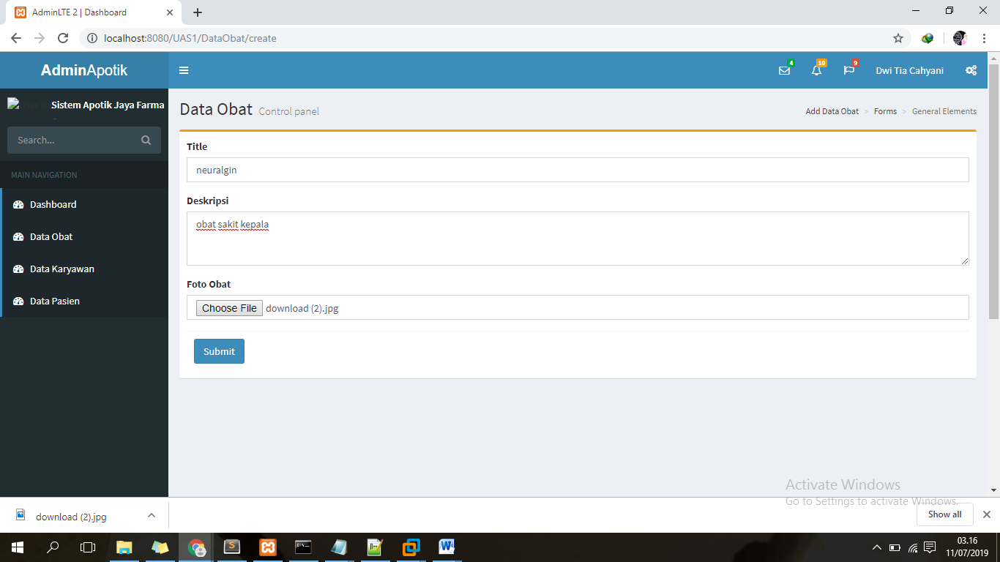 AdminLTE 2 | Dashboard
localhost:8080/UAS1/DataObat/create
AdminApotik
4
10
9
Dwi Tia Cahyani
Sistem Apotik Jaya Farma
Search...
MAIN NAVIGATION
Dashboard
Data Obat
Data Karyawan
Data Pasien
Data Obat Control panel
Add Data Obat > Forms > General Elements
Title
neuralgin
Deskripsi
obat sakit kepala
Foto Obat
Choose File download (2).jpg
Submit
Activate Windows
Go to Settings to activate Windows.
download (2).jpg
Show all
03.16
11/07/2019